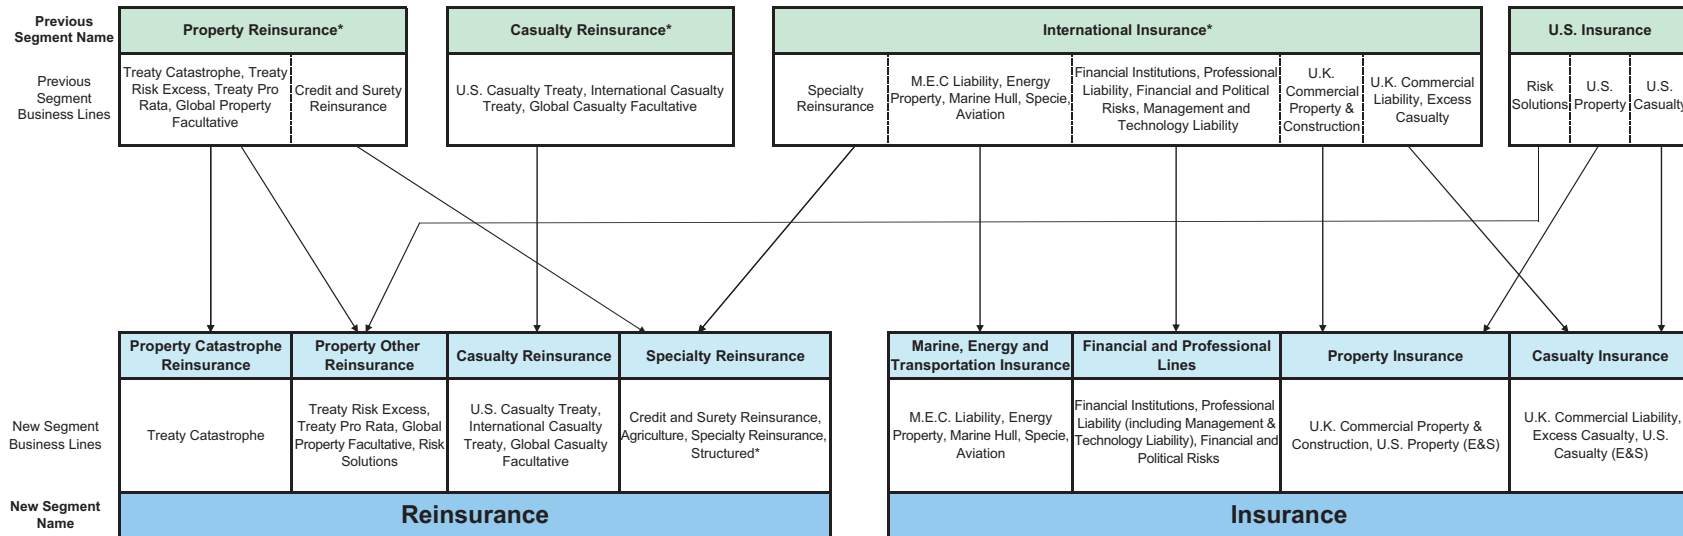 Previous
Segment Name
Property Reinsurance*
Casualty Reinsurance*
International Insurance*
U.S. Insurance
Previous
Segment
Business Lines
Treaty Catastrophe, Treaty
Risk Excess, Treaty Pro
Rata, Global Property
Facultative
Credit and Surety
Reinsurance
U.S. Casualty Treaty, International Casualty
Treaty, Global Casualty Facultative
Specialty
Reinsurance
M.E.C Liability, Energy
Property, Marine Hull, Specie,
Aviation
Financial Institutions, Professional
Liability, Financial and Political
Risks, Management and
Technology Liability
U.K.
Commercial
Property &
Construction
U.K. Commercial
Liability, Excess
Casualty
Risk
Solutions
U.S.
Property
U.S.
Casualty
Property Catastrophe
Reinsurance
Property Other
Reinsurance
Casualty Reinsurance
Specialty Reinsurance
Marine, Energy and
Transportation Insurance
Financial and Professional
Lines
Property Insurance
Casualty Insurance
New Segment
Business Lines
Treaty Catastrophe
Treaty Risk Excess,
Treaty Pro Rata, Global
Property Facultative, Risk
Solutions
U.S. Casualty Treaty,
International Casualty
Treaty, Global Casualty
Facultative
Credit and Surety Reinsurance,
Agriculture, Specialty Reinsurance,
Structured*
M.E.C. Liability, Energy
Property, Marine Hull, Specie,
Aviation
Financial Institutions, Professional
Liability (including Management &
Technology Liability), Financial and
Political Risks
U.K. Commercial Property &
Construction, U.S. Property (E&S)
U.K. Commercial Liability,
Excess Casualty, U.S.
Casualty (E&S)
New Segment
Name
Reinsurance
Insurance